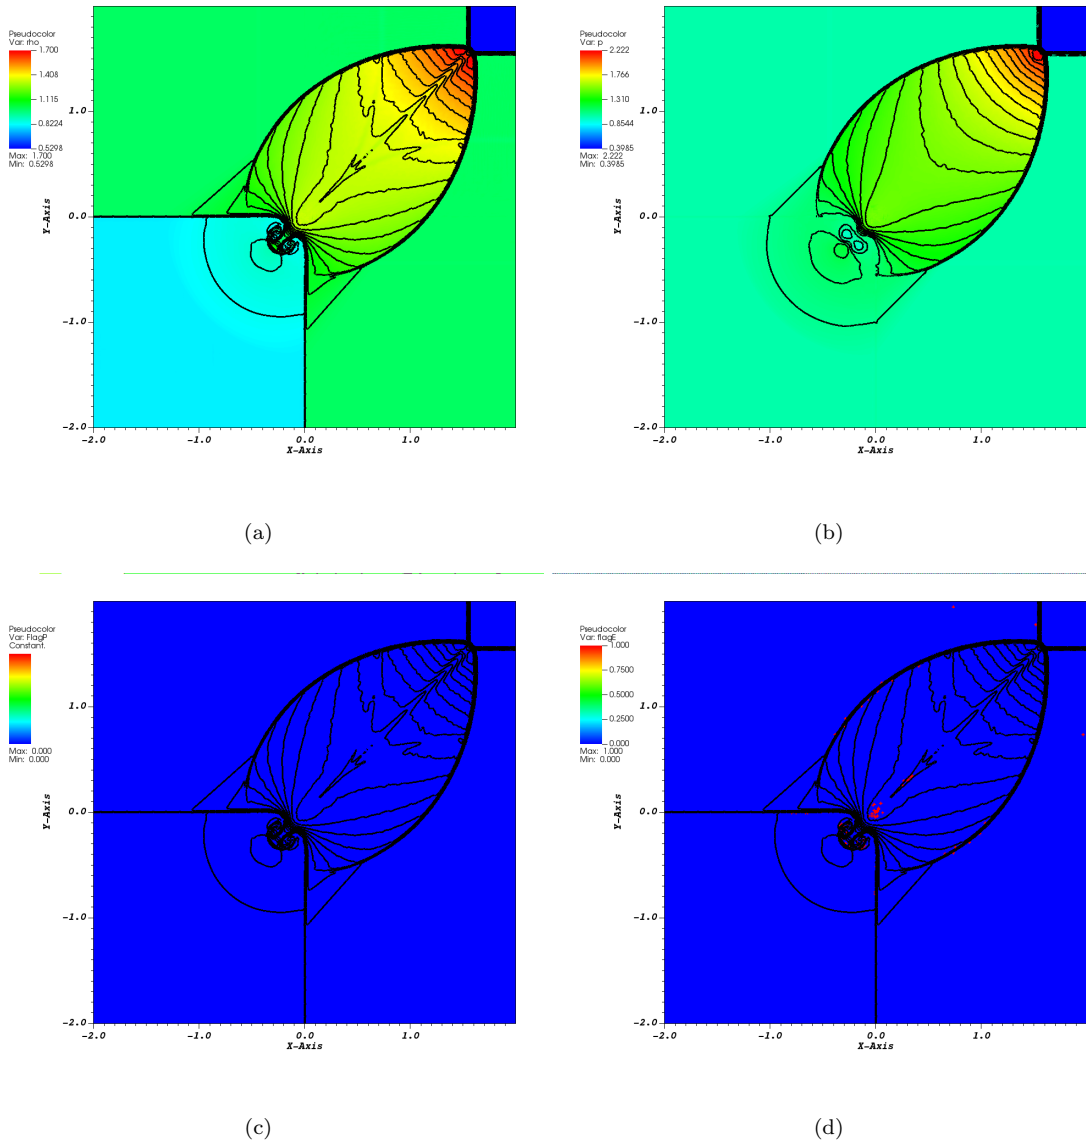 Pseudocolor
Var: rho
1.700
1.408
1.115
0.8224
0.5298
Max: 1.700
Min: 0.5298
1.0
0.0
-1.0
-2.0
Y-Axis
-2.0
-1.0
0.0
1.0
X-Axis
(a)
Pseudocolor
Var: p
2.222
1.766
1.310
0.8544
0.3985
Max: 2.222
Min: 0.3985
1.0
0.0
-1.0
-2.0
Y-Axis
-2.0
-1.0
0.0
1.0
X-Axis
(b)
Pseudocolor
Var: FlagP
Constant.
Max: 0.000
Min: 0.000
1.0
0.0
-1.0
-2.0
Y-Axis
-2.0
-1.0
0.0
1.0
X-Axis
(c)
Pseudocolor
Var: flagE
1.000
0.7500
0.5000
0.2500
0.000
Max: 1.000
Min: 0.000
1.0
0.0
-1.0
-2.0
Y-Axis
-2.0
-1.0
0.0
1.0
X-Axis
(d)